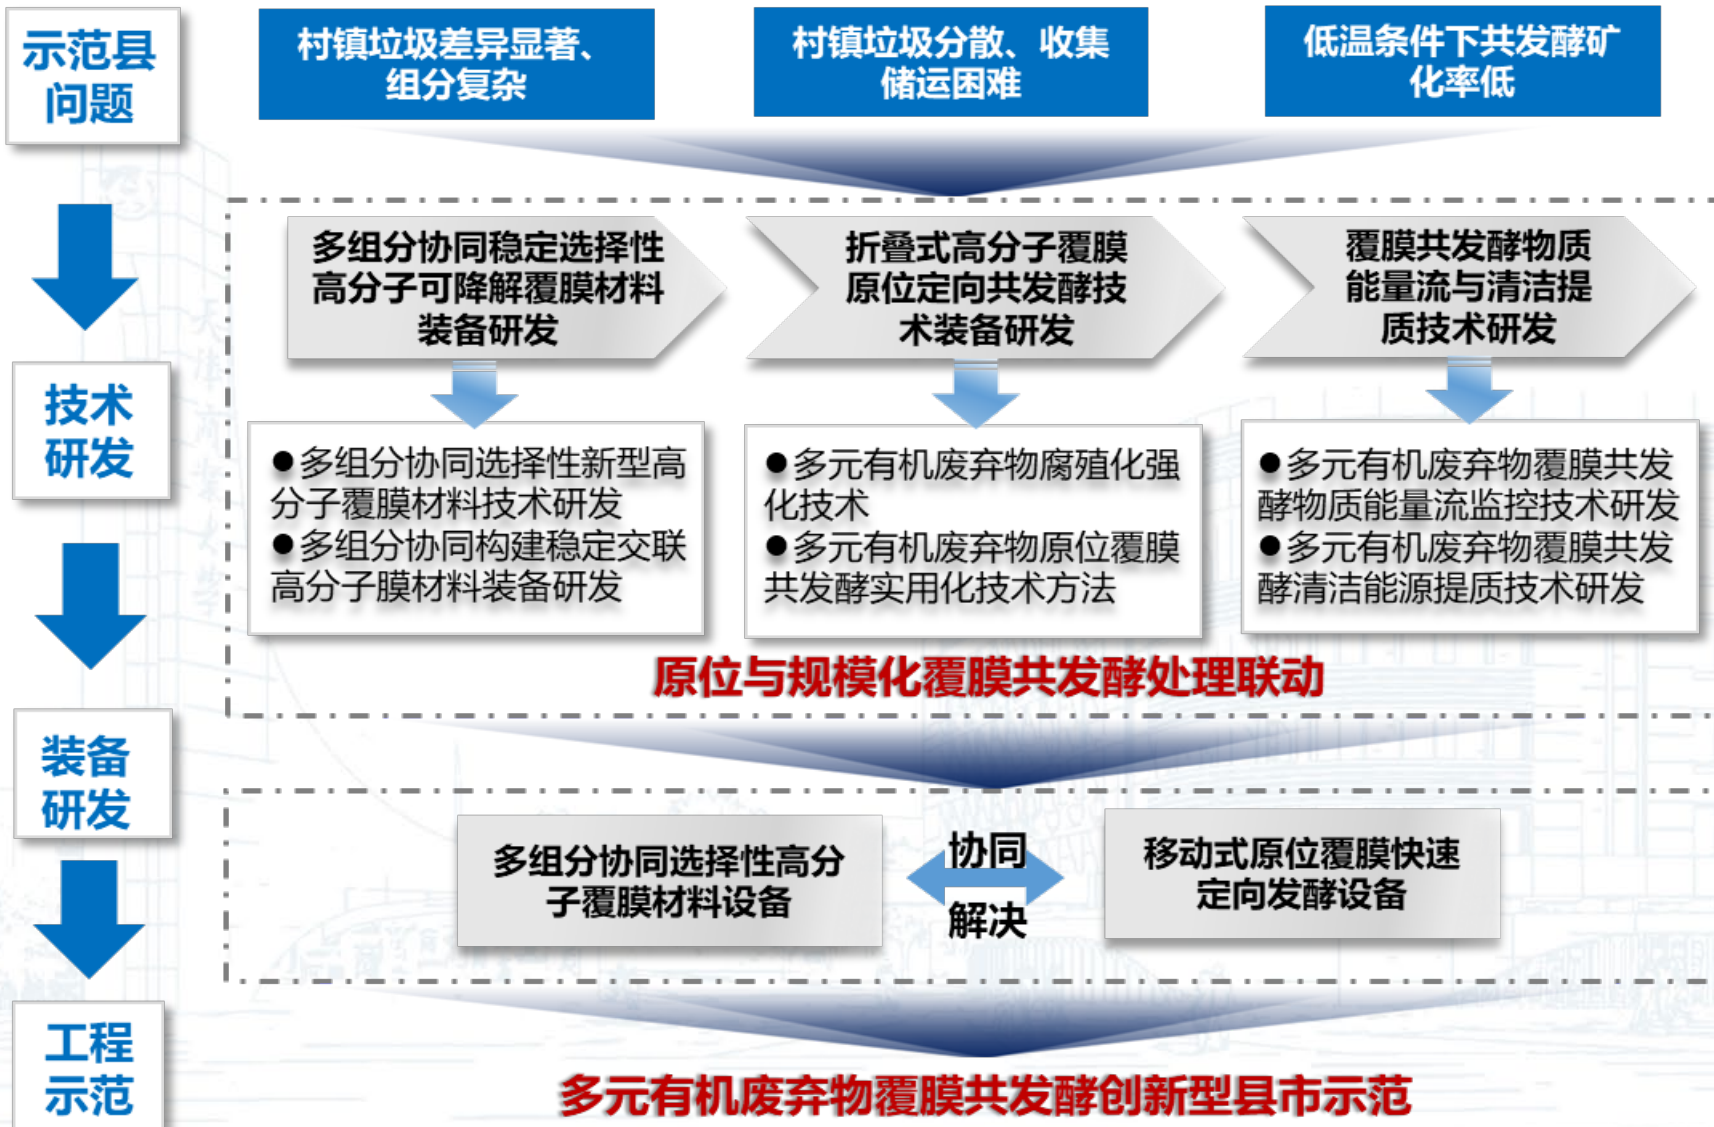 示范县
问题
村镇垃圾差异显著、
组分复杂
村镇垃圾分散、收集
储运困难
低温条件下共发酵矿
化率低
技术
研发
多组分协同稳定选择性
高分子可降解覆膜材料
装备研发
折叠式高分子覆膜
原位定向共发酵技
术装备研发
覆膜共发酵物质
能量流与清洁提
质技术研发
●多组分协同选择性新型高
分子覆膜材料技术研发
●多组分协同构建稳定交联
高分子膜材料装备研发
●多元有机废弃物腐殖化强
化技术
●多元有机废弃物原位覆膜
共发酵实用化技术方法
●多元有机废弃物覆膜共发
酵物质能量流监控技术研发
●多元有机废弃物覆膜共发
酵清洁能源提质技术研发
原位与规模化覆膜共发酵处理联动
装备
研发
多组分协同选择性高分
子覆膜材料设备
协同
解决
移动式原位覆膜快速
定向发酵设备
工程
示范
多元有机废弃物覆膜共发酵创新型县市示范